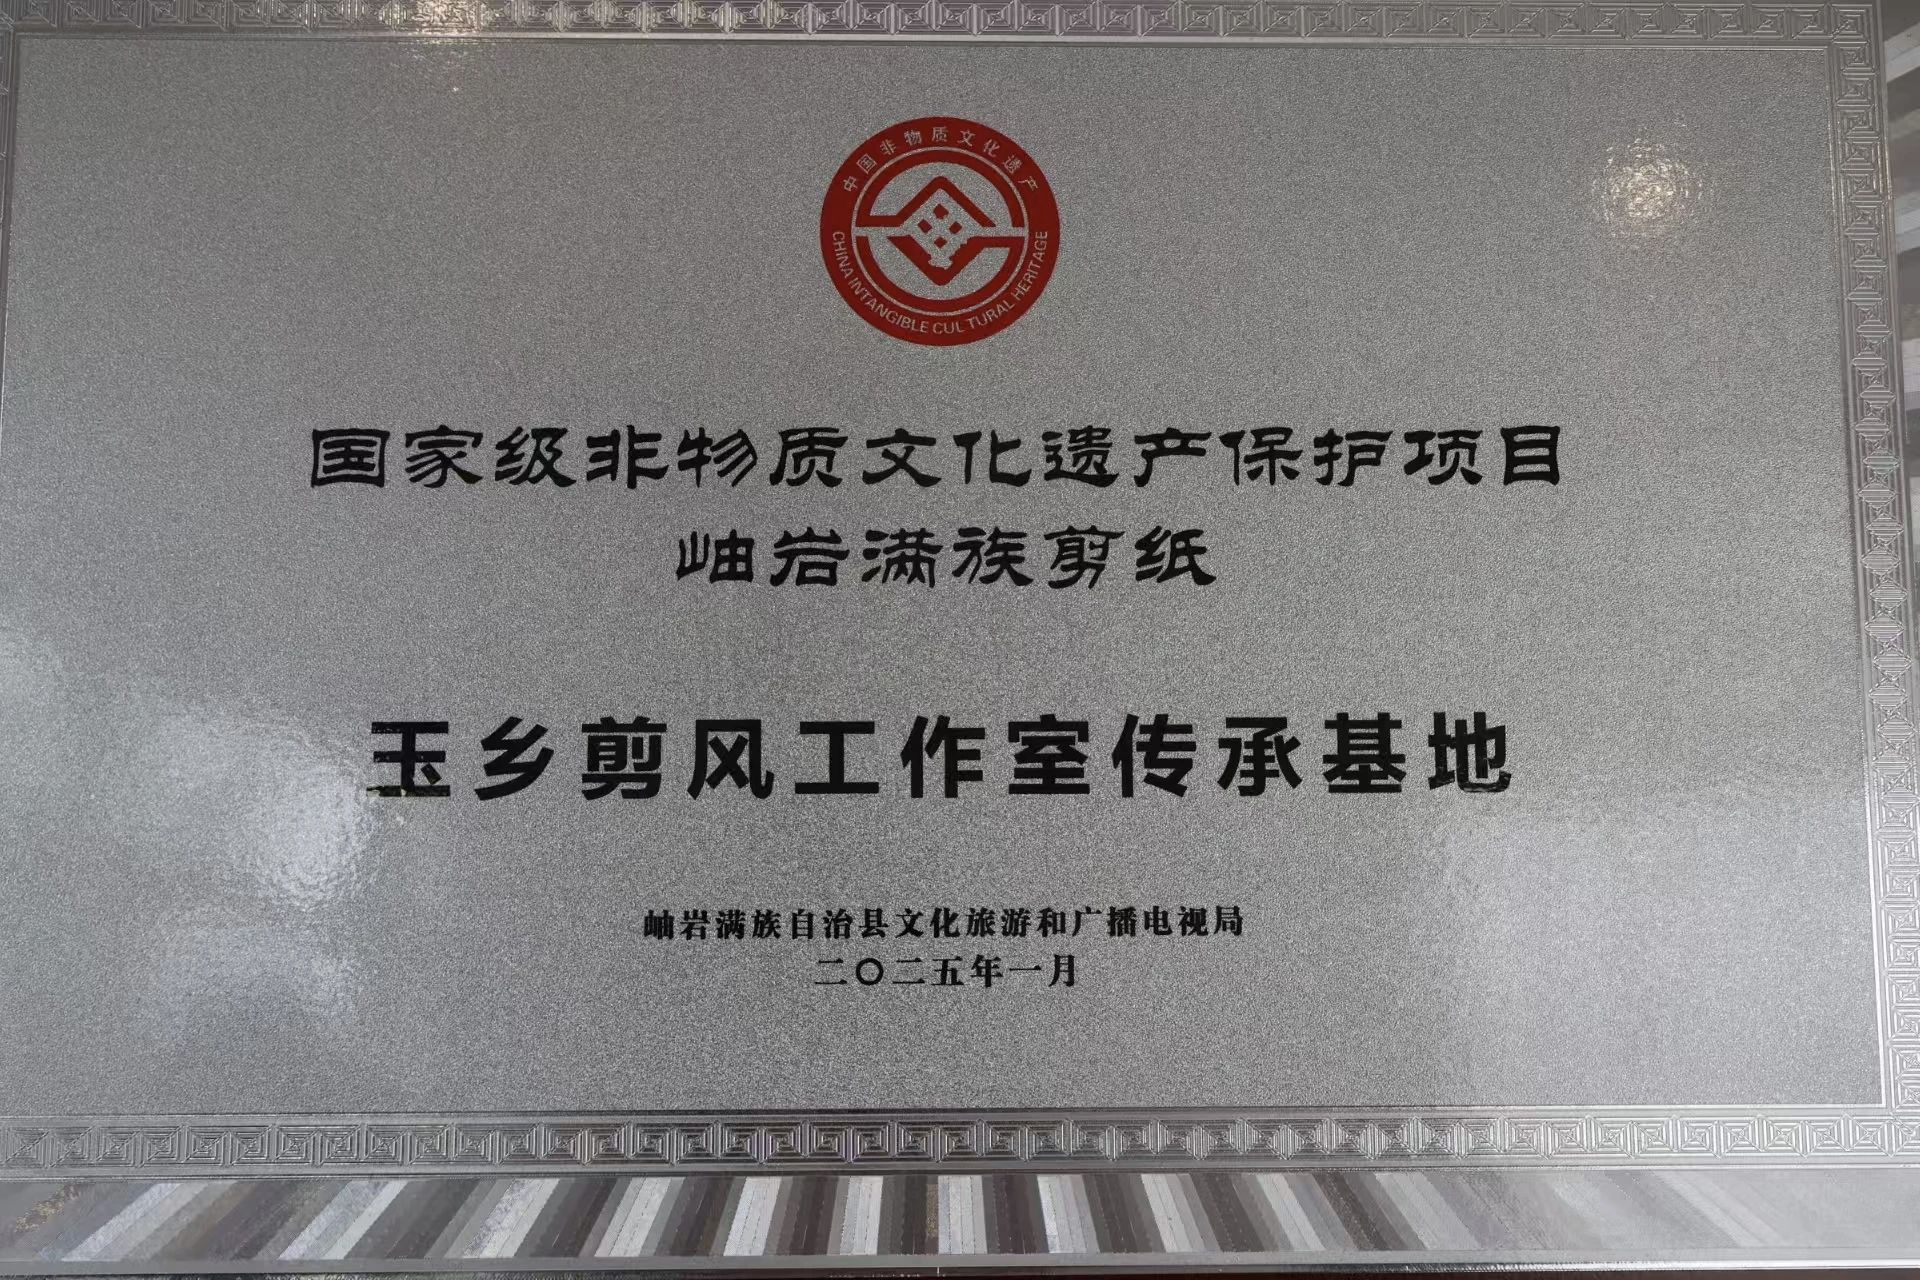 中国非物质文化遗产
CHINA INTANGIBLE CULTURAL HERITAGE
国家级非物质文化遗产保护项目
岫岩满族剪纸
玉乡剪风工作室传承基地
岫岩满族自治县文化旅游和广播电视局
二〇二五年一月